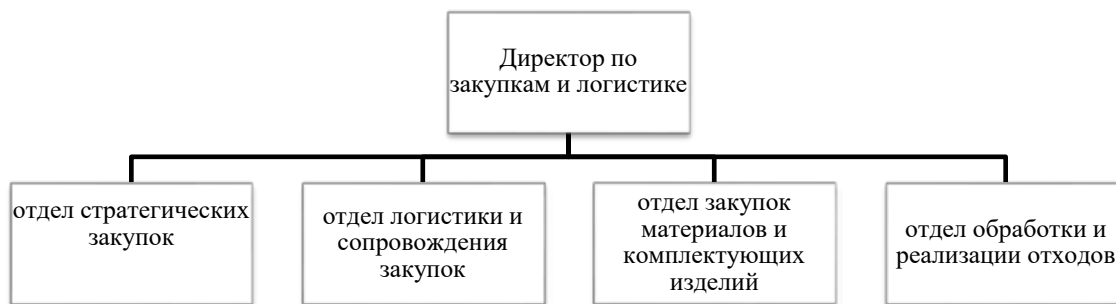 Директор по
закупкам и логистике
отдел стратегических
закупок
отдел логистики и
сопровождения
закупок
отдел закупок
материалов и
комплектующих
изделий
отдел обработки и
реализации отходов